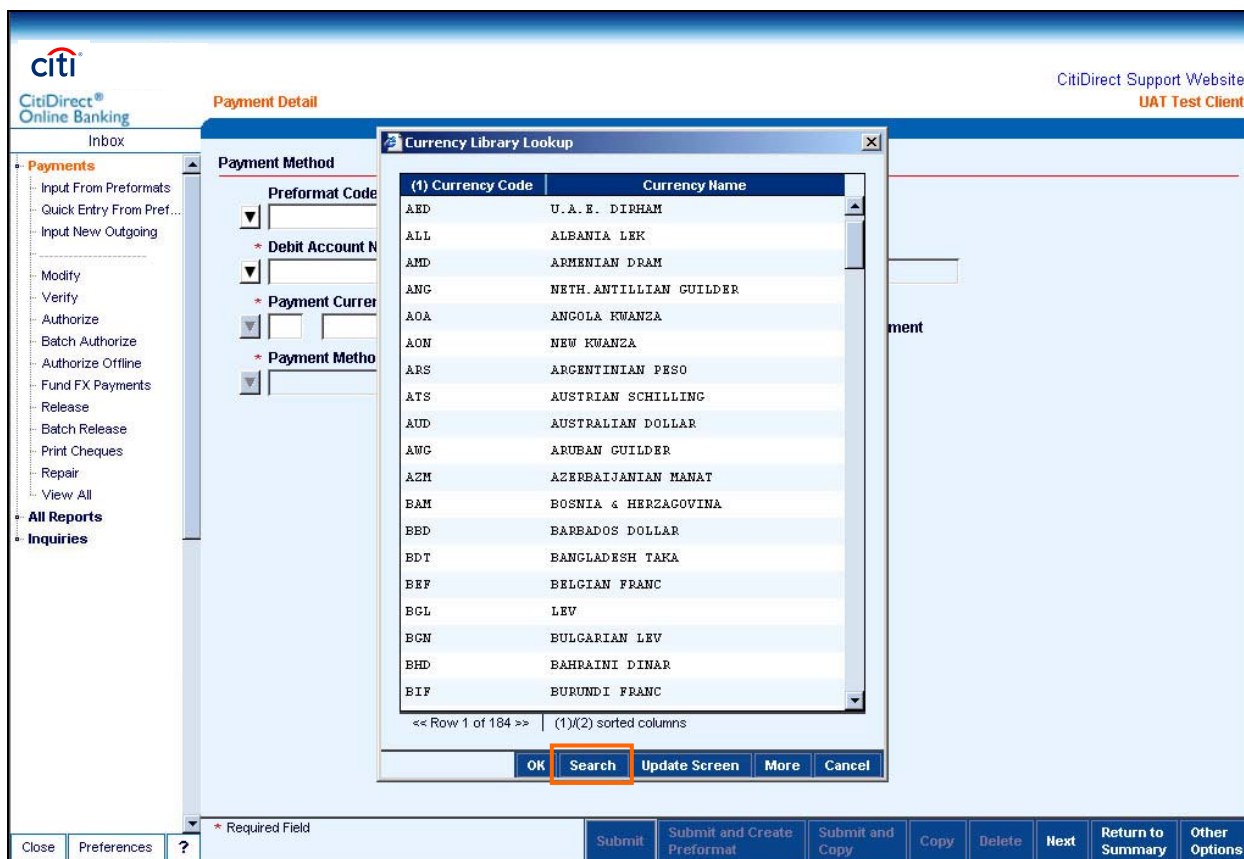 citi®
CitiDirect Support Website
CitiDirect®
Online Banking
Payment Detail
UAT Test Client
Inbox
Payments
Input From Preformats
Quick Entry From Pref...
Input New Outgoing
--------------------
Modify
Verify
Authorize
Batch Authorize
Authorize Offline
Fund FX Payments
Release
Batch Release
Print Cheques
Repair
View All
All Reports
Inquiries
Payment Method
Preformat Code
* Debit Account N
* Payment Curren
ment
* Payment Metho
Currency Library Lookup
(1) Currency Code Currency Name
AED U.A.E. DIRHAM
ALL ALBANIA LEK
AMD ARMENIAN DRAM
ANG NETH.ANTILLIAN GUILDER
AOA ANGOLA KWANZA
AON NEW KWANZA
ARS ARGENTINIAN PESO
ATS AUSTRIAN SCHILLING
AUD AUSTRALIAN DOLLAR
AWG ARUBAN GUILDER
AZM AZERBAIJANIAN MANAT
BAM BOSNIA & HERZAGOVINA
BBD BARBADOS DOLLAR
BDT BANGLADESH TAKA
BEF BELGIAN FRANC
BGL LEV
BGN BULGARIAN LEV
BHD BAHRAINI DINAR
BIF BURUNDI FRANC
<< Row 1 of 184 >> (1)/(2) sorted columns
OK Search Update Screen More Cancel
* Required Field
Close Preferences ?
Submit
Submit and Create
Preformat
Submit and
Copy
Copy
Delete
Next
Return to
Summary
Other
Options